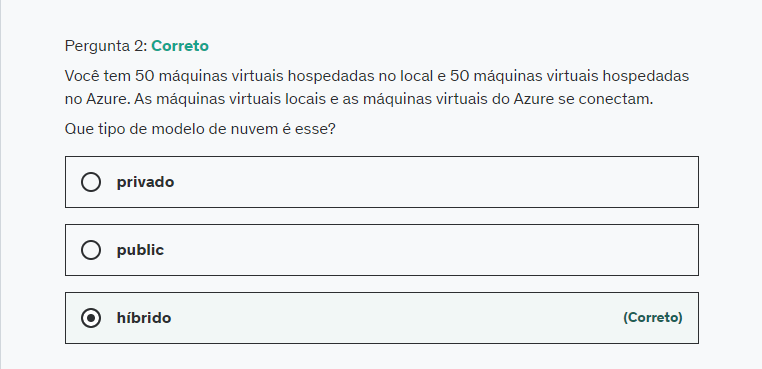 Pergunta 2: Correto
Você tem 50 máquinas virtuais hospedadas no local e 50 máquinas virtuais hospedadas
no Azure. As máquinas virtuais locais e as máquinas virtuais do Azure se conectam.
Que tipo de modelo de nuvem é esse?
privado
public
híbrido (Correto)